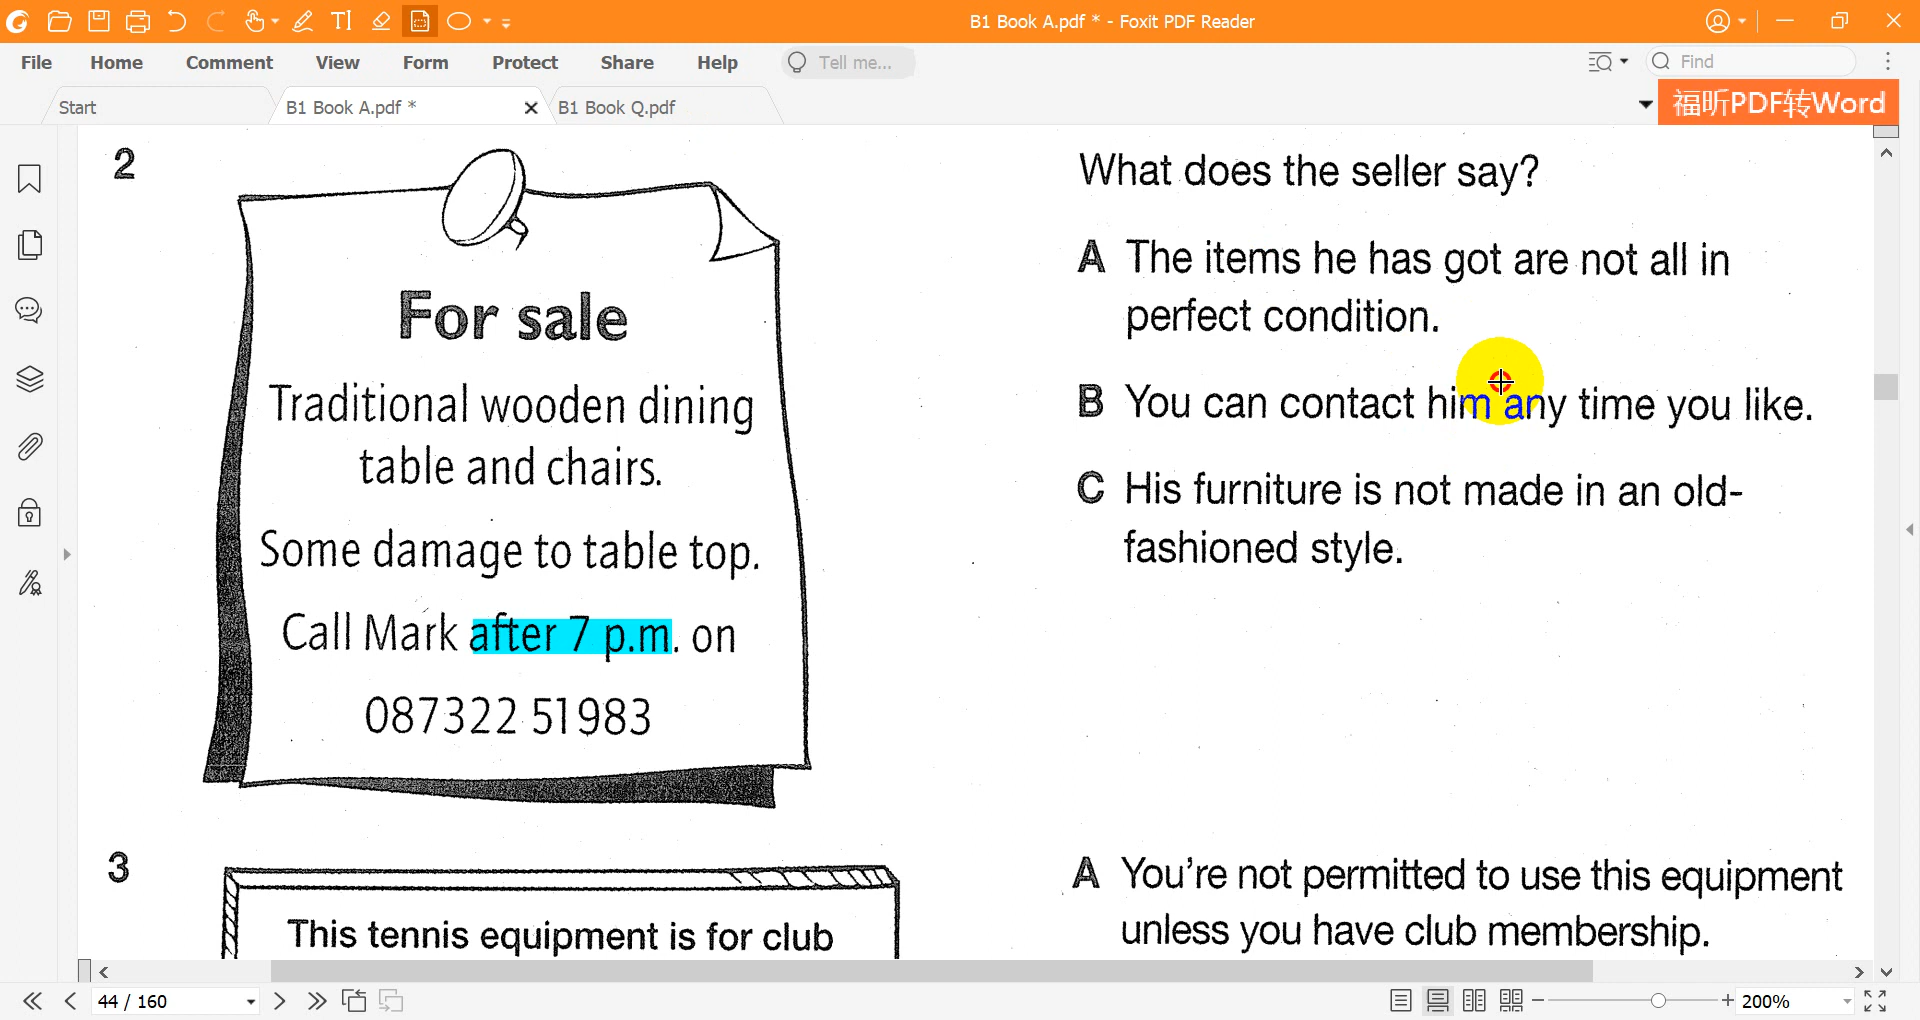 B1 Book A.pdf * - Foxit PDF Reader
File Home Comment View Form Protect Share Help Tell me... Find
Start B1 Book A.pdf * B1 Book Q.pdf 福昕PDF转Word
2
For sale
Traditional wooden dining
table and chairs.
Some damage to table top.
Call Mark after 7 p.m. on
087322 51983
What does the seller say?
A The items he has got are not all in
perfect condition.
B You can contact him any time you like.
C His furniture is not made in an old-
fashioned style.
3
This tennis equipment is for club
A You're not permitted to use this equipment
unless you have club membership.
44 / 160 200%